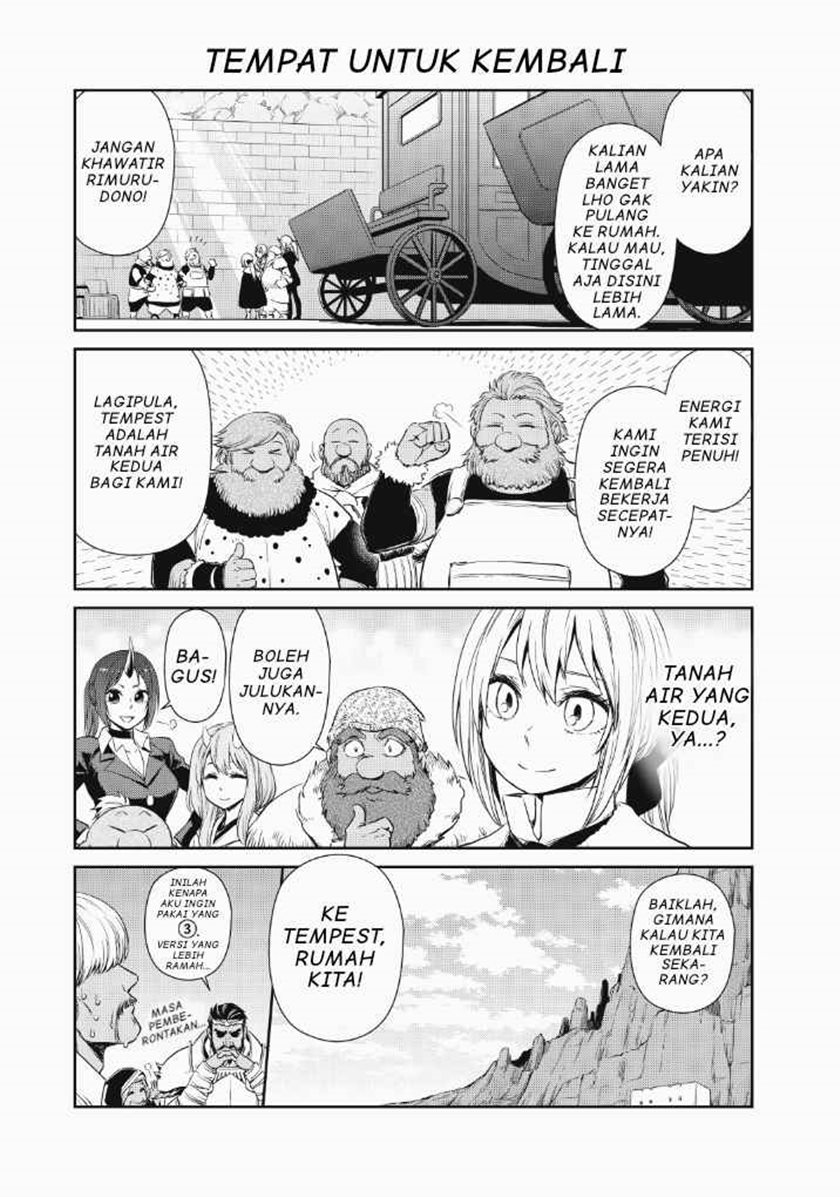 TEMPAT UNTUK KEMBALI
APA
KALIAN
YAKIN?
KALIAN
LAMA
BANGET
LHO GAK
PULANG
KE RUMAH.
KALAU MAU,
TINGGAL
AJA DISINI
LEBIH
LAMA.
JANGAN
KHAWATIR
RIMURU-
DONO!
ENERGI
KAMI
TERISI
PENUH!
KAMI
INGIN
SEGERA
KEMBALI
BEKERJA
SECEPAT-
NYA!
LAGIPULA,
TEMPEST
ADALAH
TANAH AIR
KEDUA
BAGI KAMI!
TANAH
AIR YANG
KEDUA,
YA...?
BOLEH
JUGA
JULUKAN-
NYA.
BA-
GUS!
BAIKLAH,
GIMANA
KALAU KITA
KEMBALI
SEKA-
RANG?
KE
TEMPEST,
RUMAH
KITA!
INILAH
KENAPA
AKU INGIN
PAKAI YANG
③.
VERSI YANG
LEBIH
RAMAH...
MASA
PEMBE-
RONTAKAN...